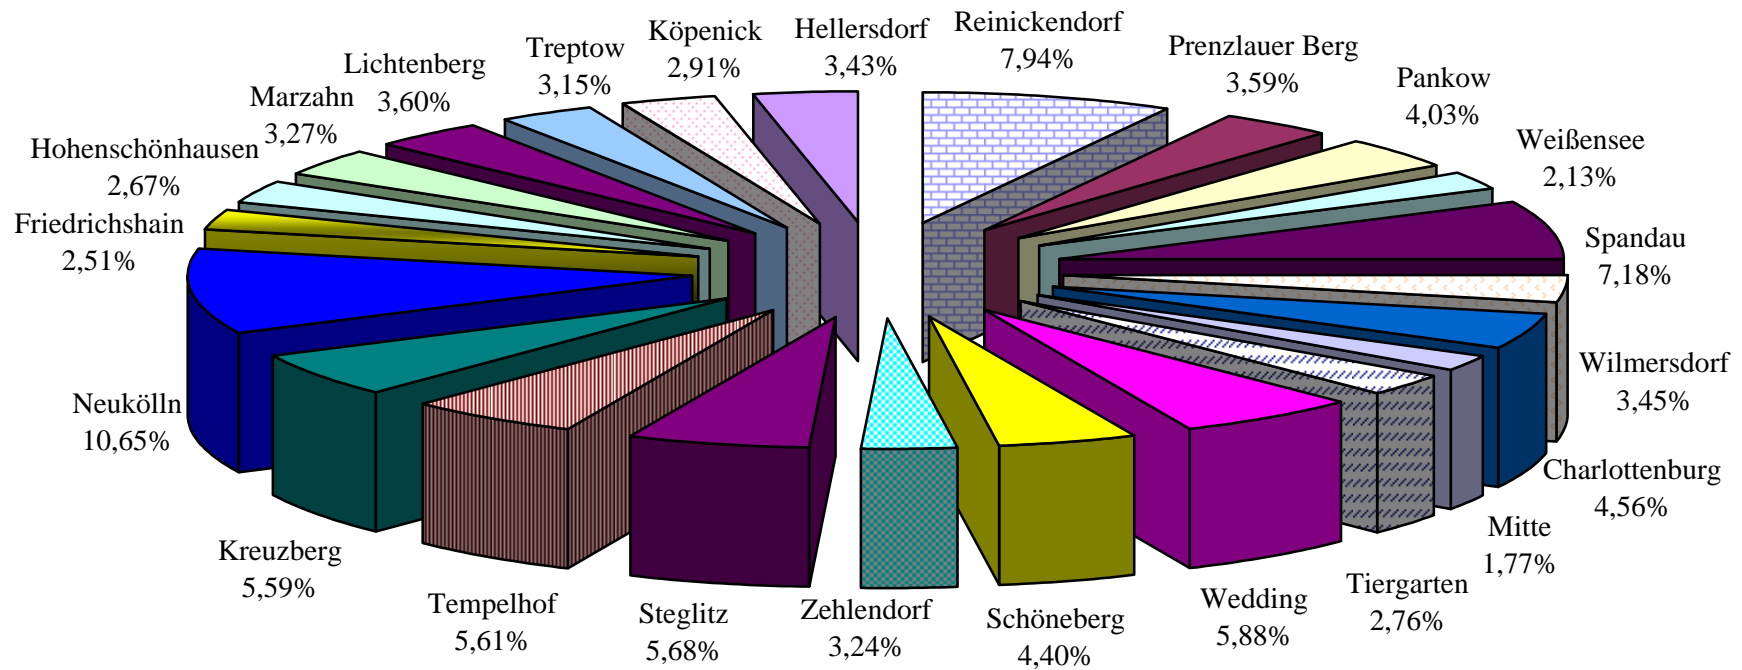 Reinickendorf
7,94%
Prenzlauer Berg
3,59%
Pankow
4,03%
Weißensee
2,13%
Spandau
7,18%
Wilmersdorf
3,45%
Charlottenburg
4,56%
Mitte
1,77%
Tiergarten
2,76%
Wedding
5,88%
Schöneberg
4,40%
Zehlendorf
3,24%
Steglitz
5,68%
Tempelhof
5,61%
Kreuzberg
5,59%
Neukölln
10,65%
Friedrichshain
2,51%
Hohenschönhausen
2,67%
Marzahn
3,27%
Lichtenberg
3,60%
Treptow
3,15%
Köpenick
2,91%
Hellersdorf
3,43%